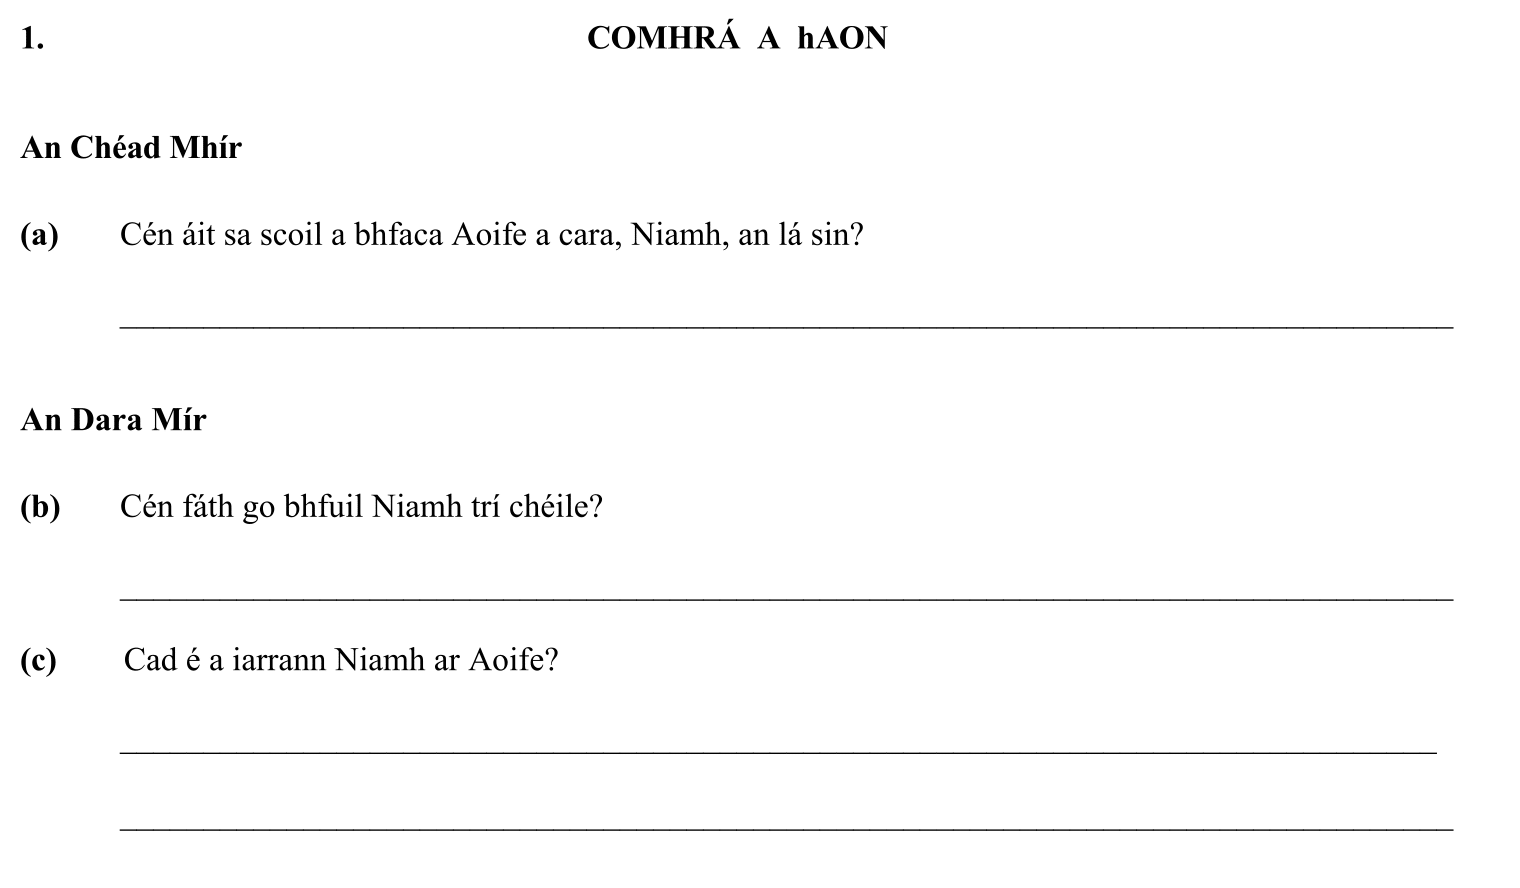 1. COMHRÁ A hAON
An Chéad Mhír
(a) Cén áit sa scoil a bhfaca Aoife a cara, Niamh, an lá sin?
An Dara Mír
(b) Cén fáth go bhfuil Niamh trí chéile?
(c) Cad é a iarrann Niamh ar Aoife?